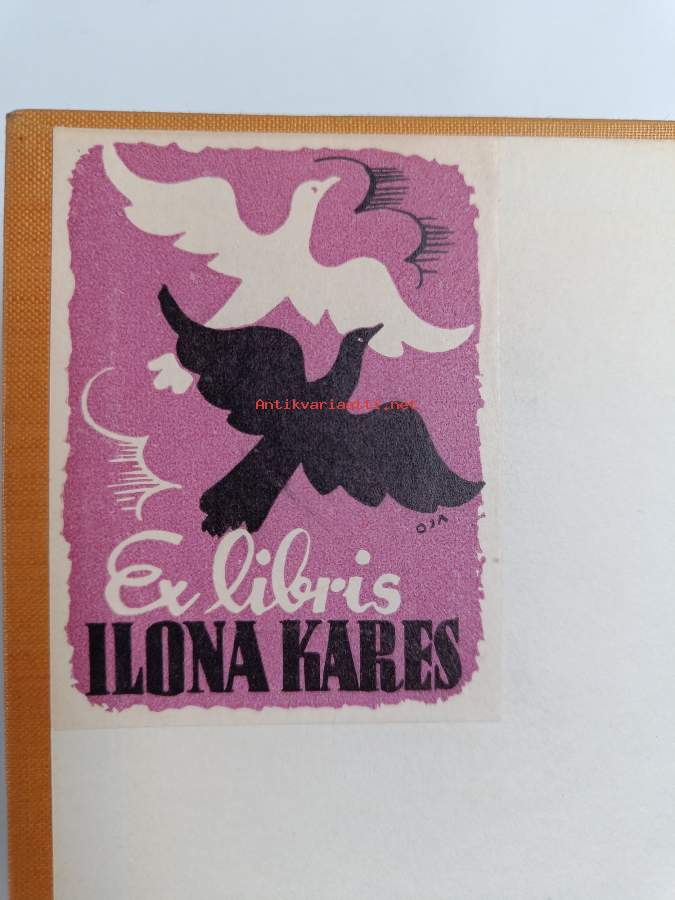 Antikvariaatti.net
OJA
Ex libris
ILONA KARES